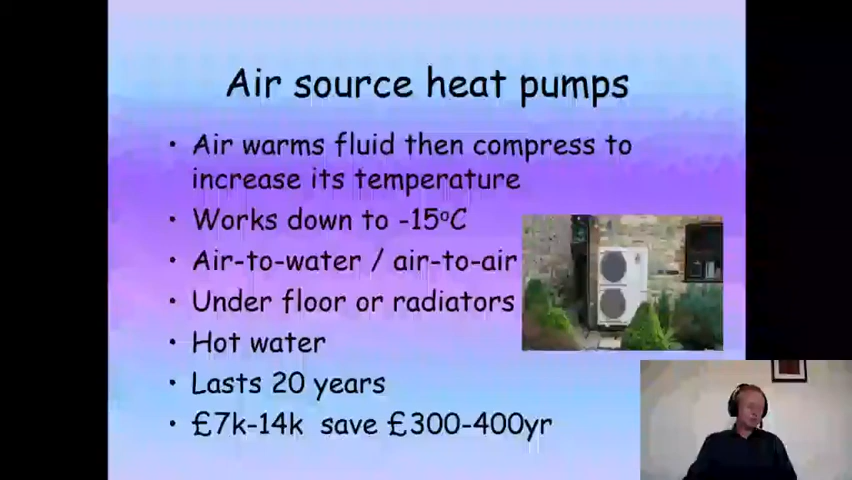 Air source heat pumps
• Air warms fluid then compress to
increase its temperature
• Works down to -15ºC
• Air-to-water / air-to-air
• Under floor or radiators
• Hot water
• Lasts 20 years
• £7k-14k save £300-400yr